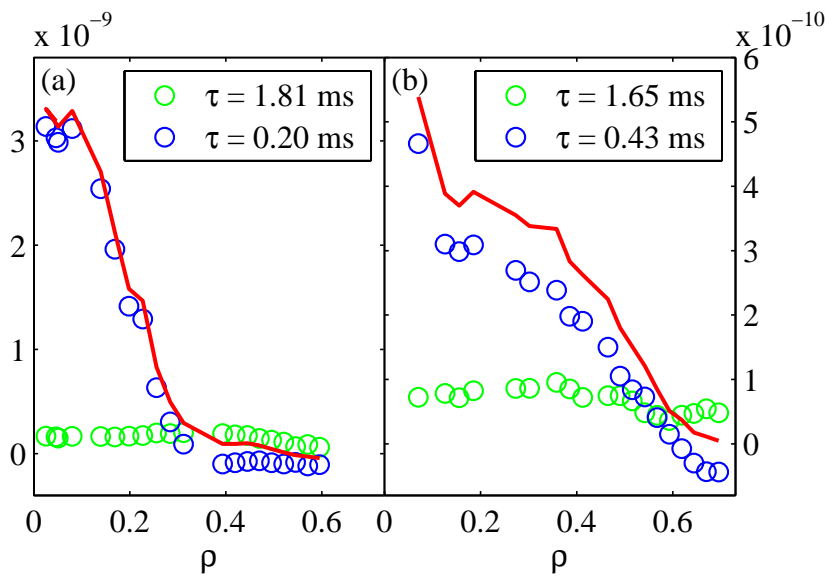 x 10⁻⁹
6 x 10⁻¹⁰
(a)
τ = 1.81 ms
τ = 0.20 ms
(b)
τ = 1.65 ms
τ = 0.43 ms
3
2
1
0
5
4
3
2
1
0
0 0.2 0.4 0.6
0 0.2 0.4 0.6
ρ
ρ